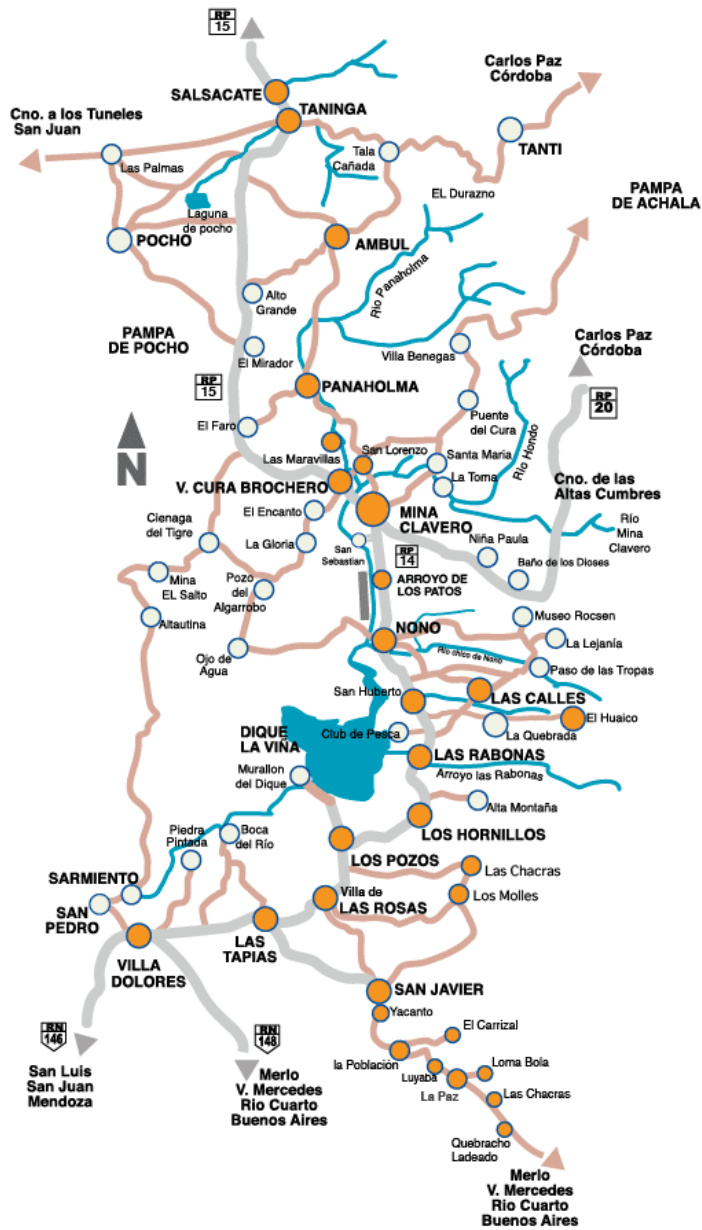 RP
15
SALSACATE
TANINGA
Carlos Paz
Córdoba
Cno. a los Tuneles
San Juan
Las Palmas
Tala
Cañada
TANTI
EL Durazno
PAMPA
DE ACHALA
Laguna
de pocho
POCHO
AMBUL
Río Panaholma
Alto
Grande
PAMPA
DE POCHO
El Mirador
Villa Benegas
Carlos Paz
Córdoba
RP
15
PANAHOLMA
RP
20
Puente
del Cura
El Faro
N
Las Maravillas
San Lorenzo
Santa Maria
Río Hondo
La Toma
V. CURA BROCHERO
Cno. de las
Altas Cumbres
El Encanto
MINA
CLAVERO
Río
Mina
Clavero
Cienaga
del Tigre
La Gloria
San
Sebastian
Niña Paula
RP
14
Baño de los Dioses
Mina
EL Salto
Pozo
del
Algarrobo
ARROYO DE
LOS PATOS
Altautina
Museo Rocsen
NONO
La Lejanía
Río chico de Nono
Ojo de
Agua
Paso de las Tropas
San Huberto
LAS CALLES
El Huaico
DIQUE
LA VIÑA
Club de Pesca
La Quebrada
LAS RABONAS
Murallon
del Dique
Arroyo las Rabonas
Alta Montaña
LOS HORNILLOS
Piedra
Pintada
Boca
del Río
LOS POZOS
Las Chacras
SARMIENTO
Villa de
LAS ROSAS
Los Molles
SAN
PEDRO
LAS
TAPIAS
VILLA
DOLORES
SAN JAVIER
Yacanto
El Carrizal
RN
146
RN
148
la Población
Luyaba
Loma Bola
San Luis
San Juan
Mendoza
Merlo
V. Mercedes
Rio Cuarto
Buenos Aires
La Paz
Las Chacras
Quebracho
Ladeado
Merlo
V. Mercedes
Rio Cuarto
Buenos Aires